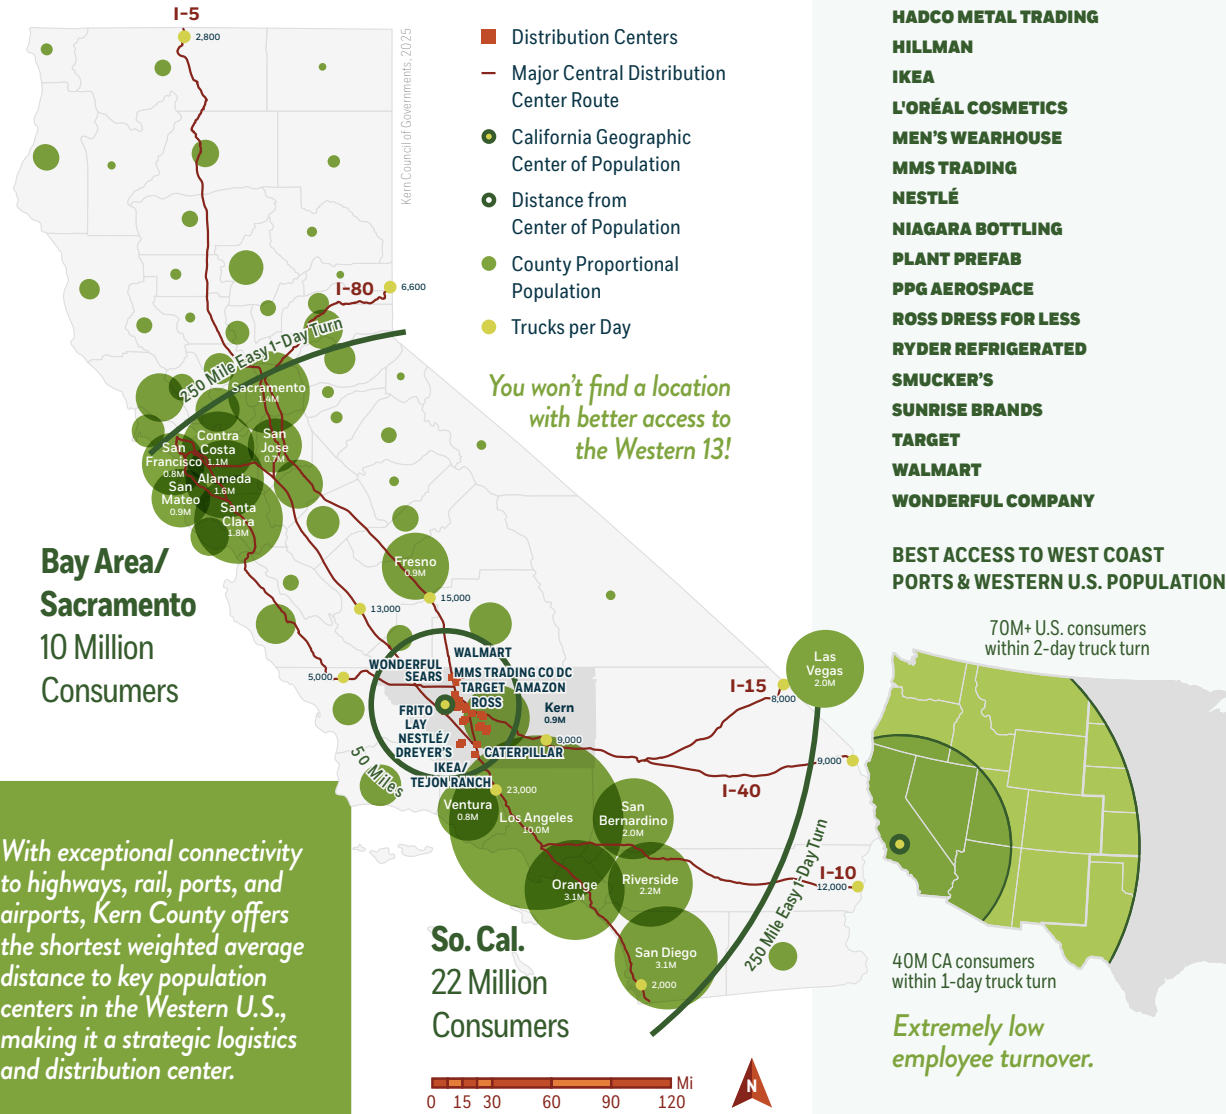 I-5
2,800
Kern Council of Governments, 2025
Distribution Centers
Major Central Distribution
Center Route
California Geographic
Center of Population
Distance from
Center of Population
County Proportional
Population
Trucks per Day
You won't find a location
with better access to
the Western 13!
I-80
6,600
250 Mile Easy 1-Day Turn
Sacramento
1.4M
Contra
Costa
1.1M
San
Jose
0.7M
San
Francisco
0.8M
Alameda
1.6M
San
Mateo
0.9M
Santa
Clara
1.8M
Bay Area/
Sacramento
10 Million
Consumers
Fresno
0.9M
13,000
15,000
5,000
WALMART
WONDERFUL
SEARS
MMS TRADING CO DC
TARGET
AMAZON
ROSS
FRITO
LAY
NESTLÉ/
DREYER'S
CATERPILLAR
IKEA/
TEJON RANCH
Kern
0.9M
9,000
50 Miles
23,000
Ventura
0.8M
Los Angeles
10.0M
San
Bernardino
2.0M
Orange
3.1M
Riverside
2.2M
San Diego
3.1M
2,000
Las
Vegas
2.0M
I-15
8,000
9,000
I-40
I-10
12,000
250 Mile Easy 1-Day Turn
So. Cal.
22 Million
Consumers
With exceptional connectivity
to highways, rail, ports, and
airports, Kern County offers
the shortest weighted average
distance to key population
centers in the Western U.S.,
making it a strategic logistics
and distribution center.
Mi
0 15 30 60 90 120
N
HADCO METAL TRADING
HILLMAN
IKEA
L'ORÉAL COSMETICS
MEN'S WEARHOUSE
MMS TRADING
NESTLÉ
NIAGARA BOTTLING
PLANT PREFAB
PPG AEROSPACE
ROSS DRESS FOR LESS
RYDER REFRIGERATED
SMUCKER'S
SUNRISE BRANDS
TARGET
WALMART
WONDERFUL COMPANY
BEST ACCESS TO WEST COAST
PORTS & WESTERN U.S. POPULATION
70M+ U.S. consumers
within 2-day truck turn
40M CA consumers
within 1-day truck turn
Extremely low
employee turnover.